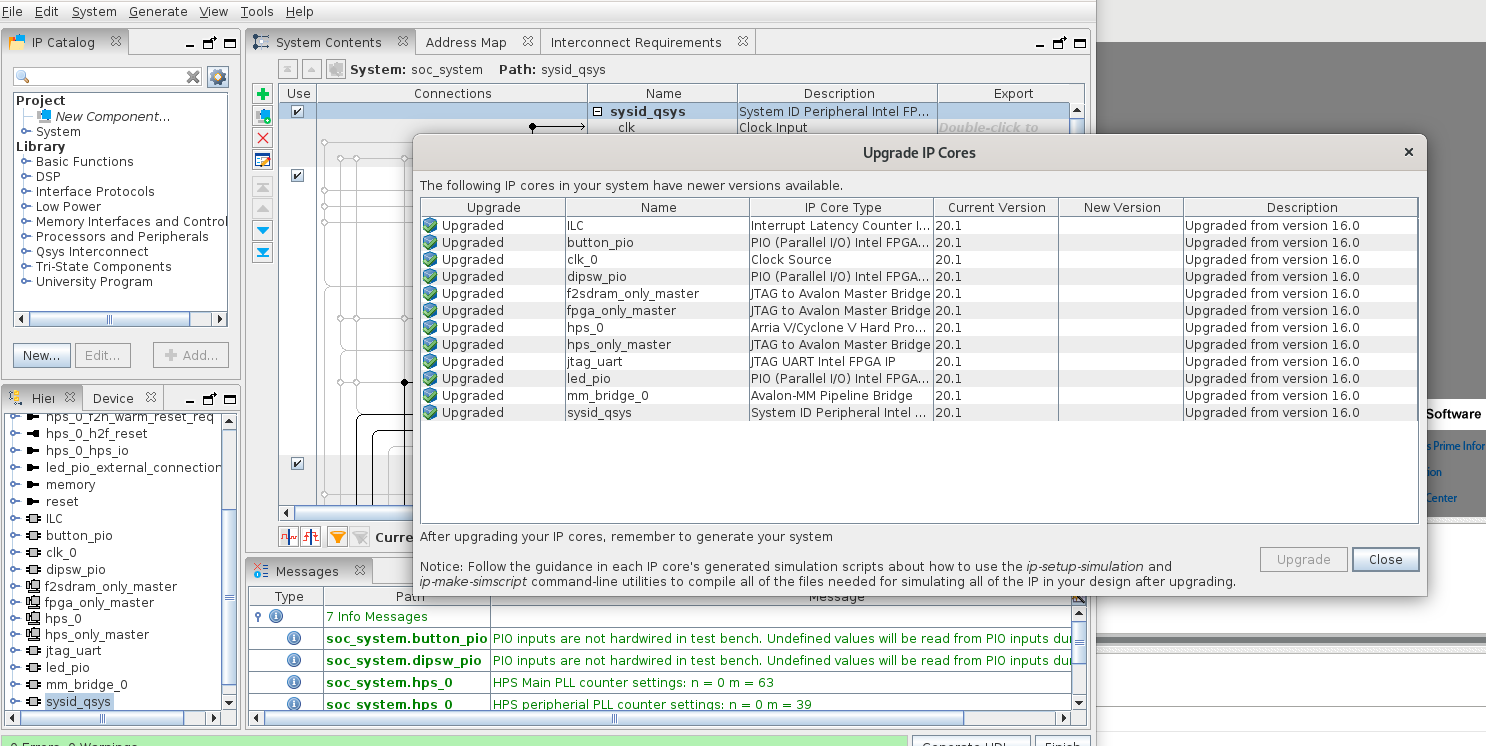 File Edit System Generate View Tools Help
IP Catalog
Project
New Component...
System
Library
Basic Functions
DSP
Interface Protocols
Low Power
Memory Interfaces and Control
Processors and Peripherals
Qsys Interconnect
Tri-State Components
University Program
New... Edit... Add...
Hier Device
hps_0_f2h_warm_reset_req
hps_0_h2f_reset
hps_0_hps_io
led_pio_external_connection
memory
reset
ILC
button_pio
clk_0
dipsw_pio
f2sdram_only_master
fpga_only_master
hps_0
hps_only_master
jtag_uart
led_pio
mm_bridge_0
sysid_qsys
System Contents Address Map Interconnect Requirements
System: soc_system Path: sysid_qsys
Use Connections Name Description Export
sysid_qsys System ID Peripheral Intel FP...
clk Clock Input Double-click to
Curre
Upgrade IP Cores
The following IP cores in your system have newer versions available.
Upgrade Name IP Core Type Current Version New Version Description
Upgraded ILC Interrupt Latency Counter I... 20.1 Upgraded from version 16.0
Upgraded button_pio PIO (Parallel I/O) Intel FPGA... 20.1 Upgraded from version 16.0
Upgraded clk_0 Clock Source 20.1 Upgraded from version 16.0
Upgraded dipsw_pio PIO (Parallel I/O) Intel FPGA... 20.1 Upgraded from version 16.0
Upgraded f2sdram_only_master JTAG to Avalon Master Bridge 20.1 Upgraded from version 16.0
Upgraded fpga_only_master JTAG to Avalon Master Bridge 20.1 Upgraded from version 16.0
Upgraded hps_0 Arria V/Cyclone V Hard Pro... 20.1 Upgraded from version 16.0
Upgraded hps_only_master JTAG to Avalon Master Bridge 20.1 Upgraded from version 16.0
Upgraded jtag_uart JTAG UART Intel FPGA IP 20.1 Upgraded from version 16.0
Upgraded led_pio PIO (Parallel I/O) Intel FPGA... 20.1 Upgraded from version 16.0
Upgraded mm_bridge_0 Avalon-MM Pipeline Bridge 20.1 Upgraded from version 16.0
Upgraded sysid_qsys System ID Peripheral Intel ... 20.1 Upgraded from version 16.0
After upgrading your IP cores, remember to generate your system
Notice: Follow the guidance in each IP core's generated simulation scripts about how to use the ip-setup-simulation and
ip-make-simscript command-line utilities to compile all of the files needed for simulating all of the IP in your design after upgrading.
Upgrade Close
Messages
Type Path Message
7 Info Messages
soc_system.button_pio PIO inputs are not hardwired in test bench. Undefined values will be read from PIO inputs dur
soc_system.dipsw_pio PIO inputs are not hardwired in test bench. Undefined values will be read from PIO inputs dur
soc_system.hps_0 HPS Main PLL counter settings: n = 0 m = 63
soc_system.hps_0 HPS peripherial PLL counter settings: n = 0 m = 39
0 Errors, 0 Warnings
Generate HDL... Finish
Software
s Prime Infor
ion
Center